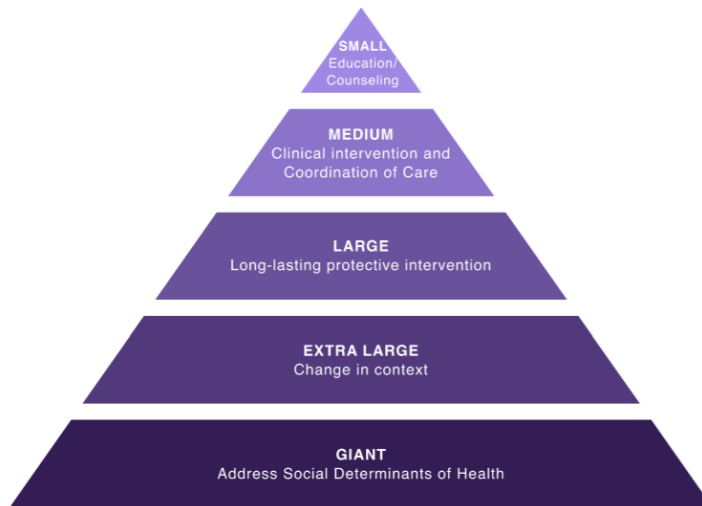 SMALL
Education/
Counseling
MEDIUM
Clinical intervention and
Coordination of Care
LARGE
Long-lasting protective intervention
EXTRA LARGE
Change in context
GIANT
Address Social Determinants of Health